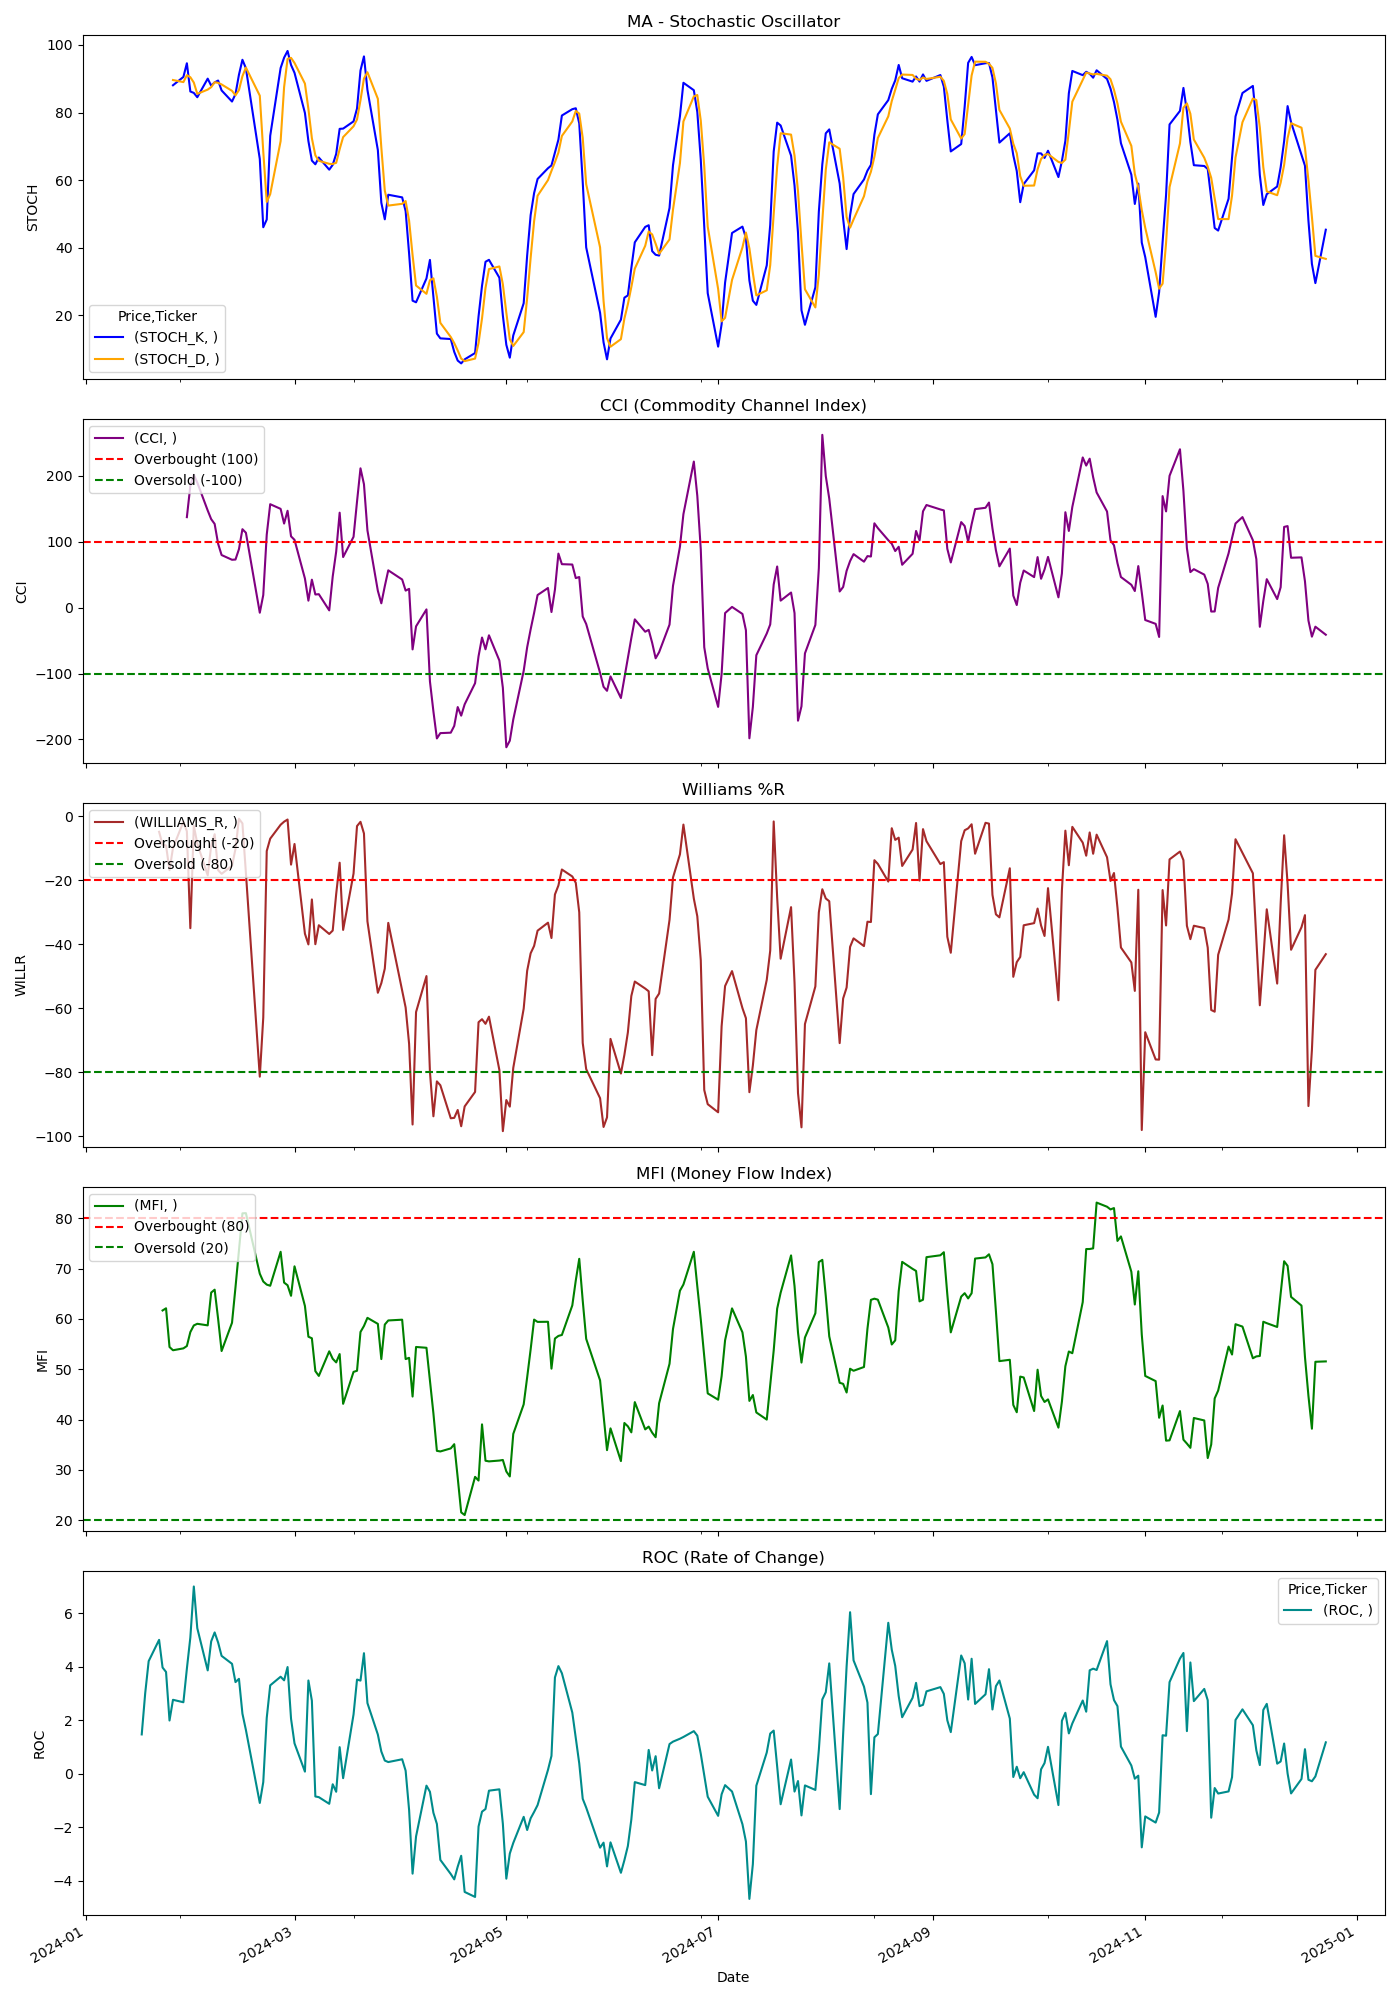 MA - Stochastic Oscillator
100
80
60
40
20
STOCH
Price,Ticker
(STOCH_K, )
(STOCH_D, )
CCI (Commodity Channel Index)
(CCI, )
Overbought (100)
Oversold (-100)
200
100
0
−100
−200
CCI
Williams %R
(WILLIAMS_R, )
Overbought (-20)
Oversold (-80)
0
−20
−40
−60
−80
−100
WILLR
MFI (Money Flow Index)
(MFI, )
Overbought (80)
Oversold (20)
80
70
60
50
40
30
20
MFI
ROC (Rate of Change)
Price,Ticker
(ROC, )
6
4
2
0
−2
−4
ROC
2024-01
2024-03
2024-05
2024-07
2024-09
2024-11
2025-01
Date